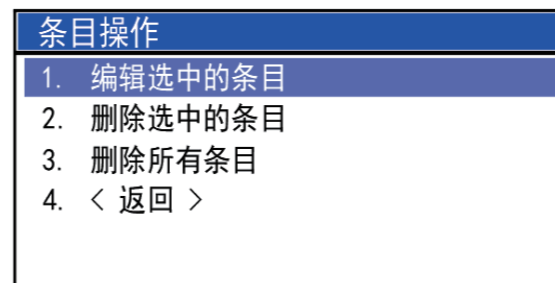 条目操作
1. 编辑选中的条目
2. 删除选中的条目
3. 删除所有条目
4. < 返回 >